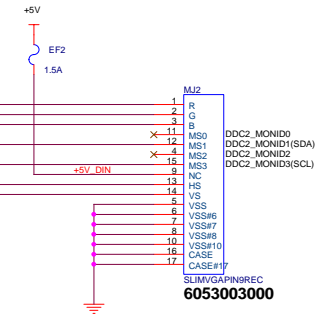 +5V
EF2
1.5A
MJ2
1 R
2 G
3 B
11 MS0 DDC2_MONID0
12 MS1 DDC2_MONID1(SDA)
4 MS2 DDC2_MONID2
15 MS3 DDC2_MONID3(SCL)
+5V_DIN 9 NC
13 HS
14 VS
5 VSS
6 VSS#6
7 VSS#7
8 VSS#8
10 VSS#10
16 CASE
17 CASE#17
SLIMVGAPIN9REC
6053003000